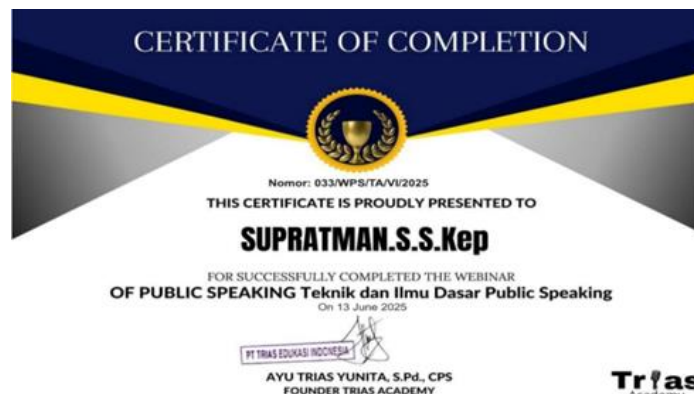 CERTIFICATE OF COMPLETION
Nomor: 033/WPS/TA/VI/2025
THIS CERTIFICATE IS PROUDLY PRESENTED TO
SUPRATMAN.S.S.Kep
FOR SUCCESSFULLY COMPLETED THE WEBINAR
OF PUBLIC SPEAKING Teknik dan Ilmu Dasar Public Speaking
On 13 June 2025
PT TRIAS EDUKASI INDONESIA
AYU TRIAS YUNITA, S.Pd., CPS
FOUNDER TRIAS ACADEMY
Trias
Academy